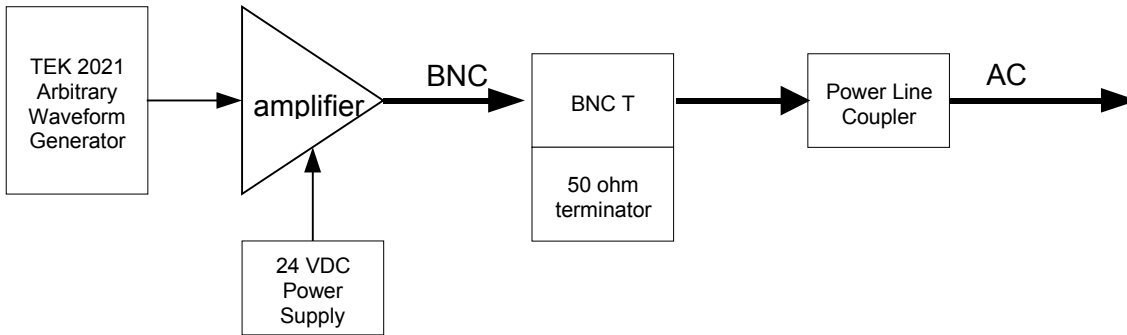 TEK 2021
Arbitrary
Waveform
Generator
amplifier
BNC
BNC T
50 ohm
terminator
Power Line
Coupler
AC
24 VDC
Power
Supply